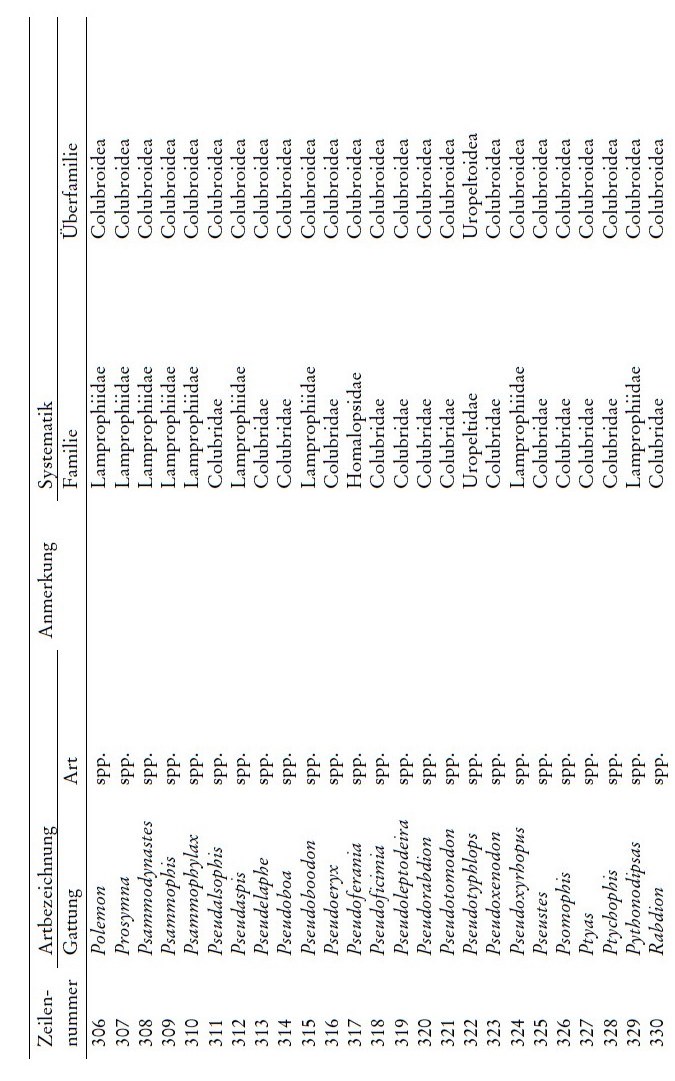 Zeilen- Artbezeichnung Anmerkung Systematik
nummer Gattung Art Familie Überfamilie
306 Polemon spp. Lamprophiidae Colubroidea
307 Prosymna spp. Lamprophiidae Colubroidea
308 Psammodynastes spp. Lamprophiidae Colubroidea
309 Psammophis spp. Lamprophiidae Colubroidea
310 Psammophylax spp. Lamprophiidae Colubroidea
311 Pseudalsophis spp. Colubridae Colubroidea
312 Pseudaspis spp. Lamprophiidae Colubroidea
313 Pseudelaphe spp. Colubridae Colubroidea
314 Pseudoboa spp. Colubridae Colubroidea
315 Pseudoboodon spp. Lamprophiidae Colubroidea
316 Pseudoeryx spp. Colubridae Colubroidea
317 Pseudoferania spp. Homalopsidae Colubroidea
318 Pseudoficimia spp. Colubridae Colubroidea
319 Pseudoleptodeira spp. Colubridae Colubroidea
320 Pseudorabdion spp. Colubridae Colubroidea
321 Pseudotomodon spp. Colubridae Colubroidea
322 Pseudotyphlops spp. Uropeltidae Uropeltoidea
323 Pseudoxenodon spp. Colubridae Colubroidea
324 Pseudoxyrhopus spp. Lamprophiidae Colubroidea
325 Pseustes spp. Colubridae Colubroidea
326 Psomophis spp. Colubridae Colubroidea
327 Ptyas spp. Colubridae Colubroidea
328 Ptychophis spp. Colubridae Colubroidea
329 Pythonodipsas spp. Lamprophiidae Colubroidea
330 Rabdion spp. Colubridae Colubroidea